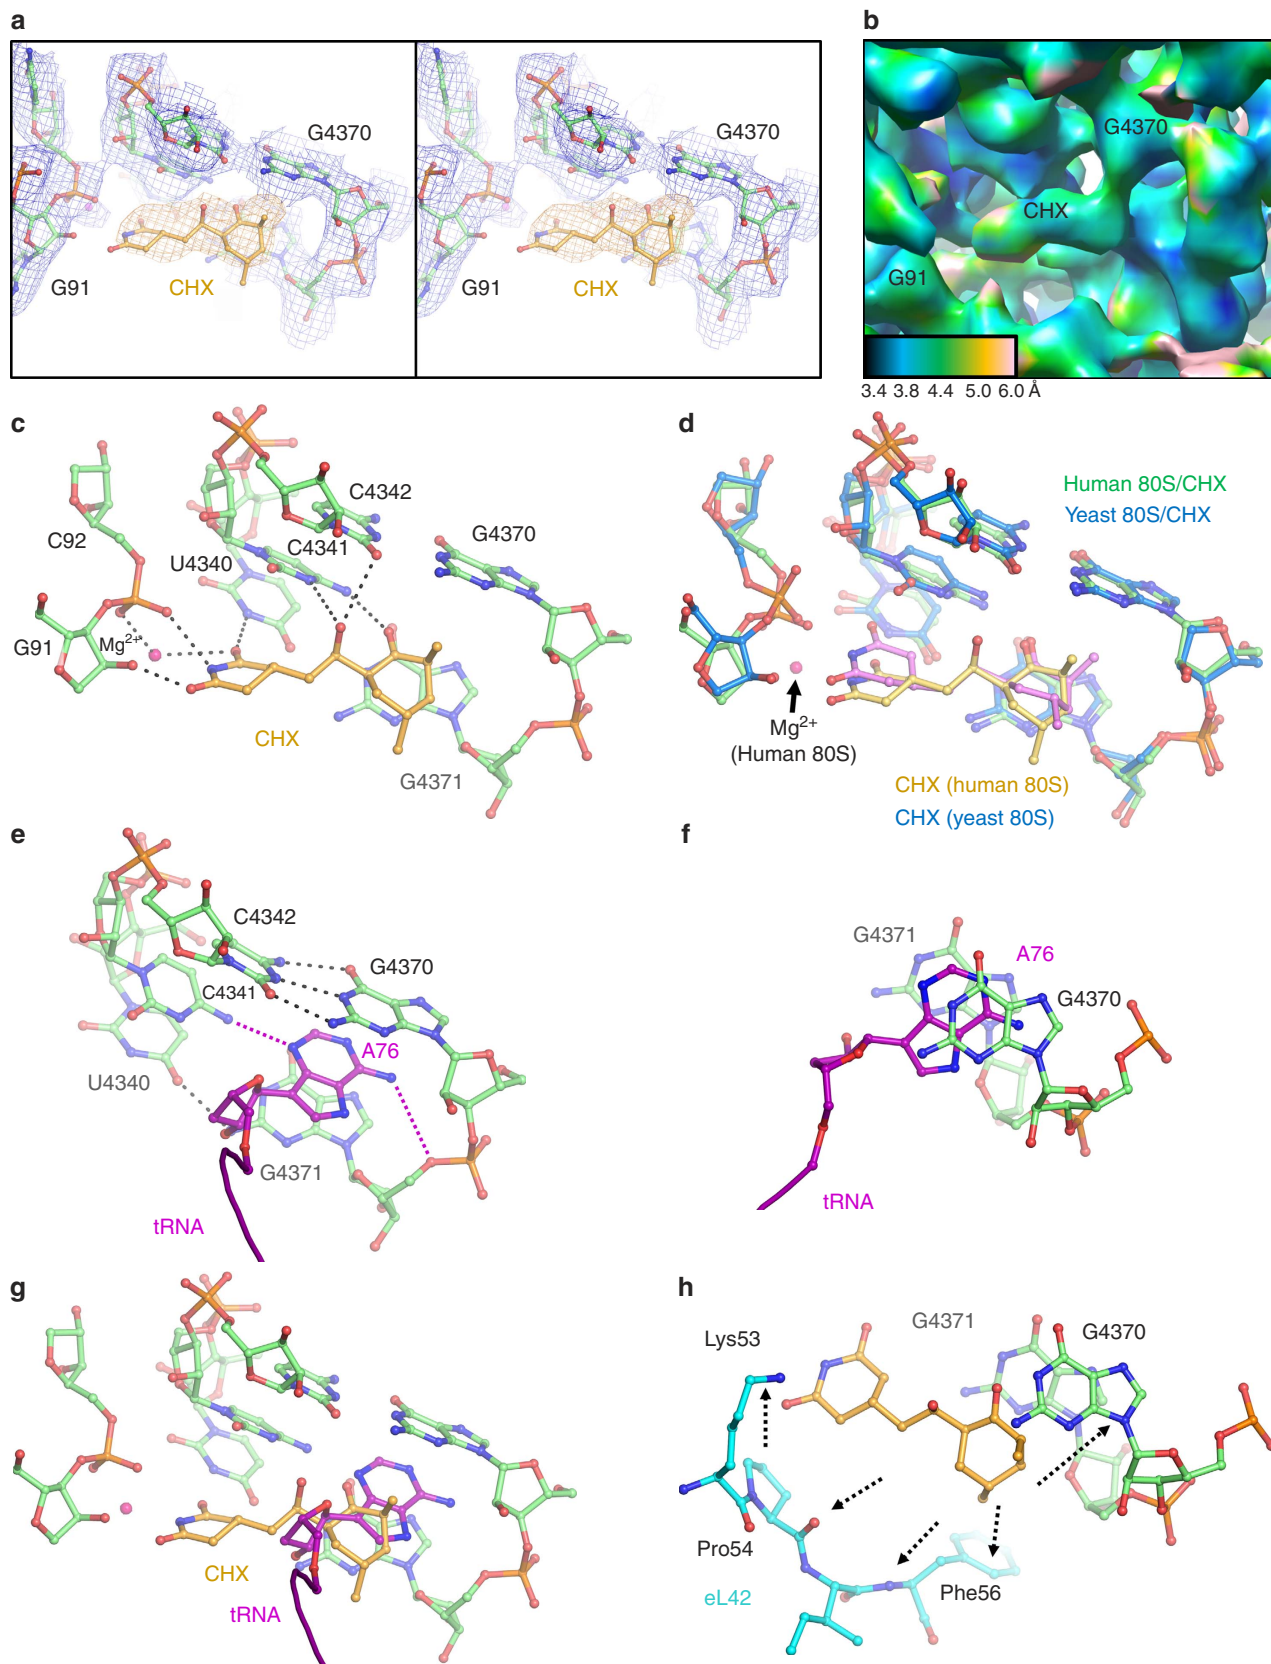 a
G4370
G4370
G91
CHX
G91
CHX
b
G4370
CHX
G91
3.4 3.8 4.4 5.0 6.0 Å
c
C4342
C92
C4341
G4370
U4340
G91
Mg²⁺
CHX
G4371
d
Human 80S/CHX
Yeast 80S/CHX
Mg²⁺
(Human 80S)
CHX (human 80S)
CHX (yeast 80S)
e
C4342
G4370
C4341
A76
U4340
G4371
tRNA
f
G4371
A76
G4370
tRNA
g
CHX
tRNA
h
G4371
G4370
Lys53
Pro54
Phe56
eL42